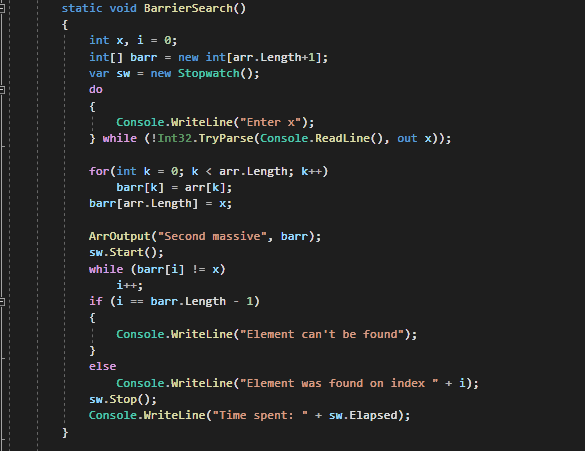 static void BarrierSearch()
{
int x, i = 0;
int[] barr = new int[arr.Length+1];
var sw = new Stopwatch();
do
{
Console.WriteLine("Enter x");
} while (!Int32.TryParse(Console.ReadLine(), out x));
for(int k = 0; k < arr.Length; k++)
barr[k] = arr[k];
barr[arr.Length] = x;
ArrOutput("Second massive", barr);
sw.Start();
while (barr[i] != x)
i++;
if (i == barr.Length - 1)
{
Console.WriteLine("Element can't be found");
}
else
Console.WriteLine("Element was found on index " + i);
sw.Stop();
Console.WriteLine("Time spent: " + sw.Elapsed);
}